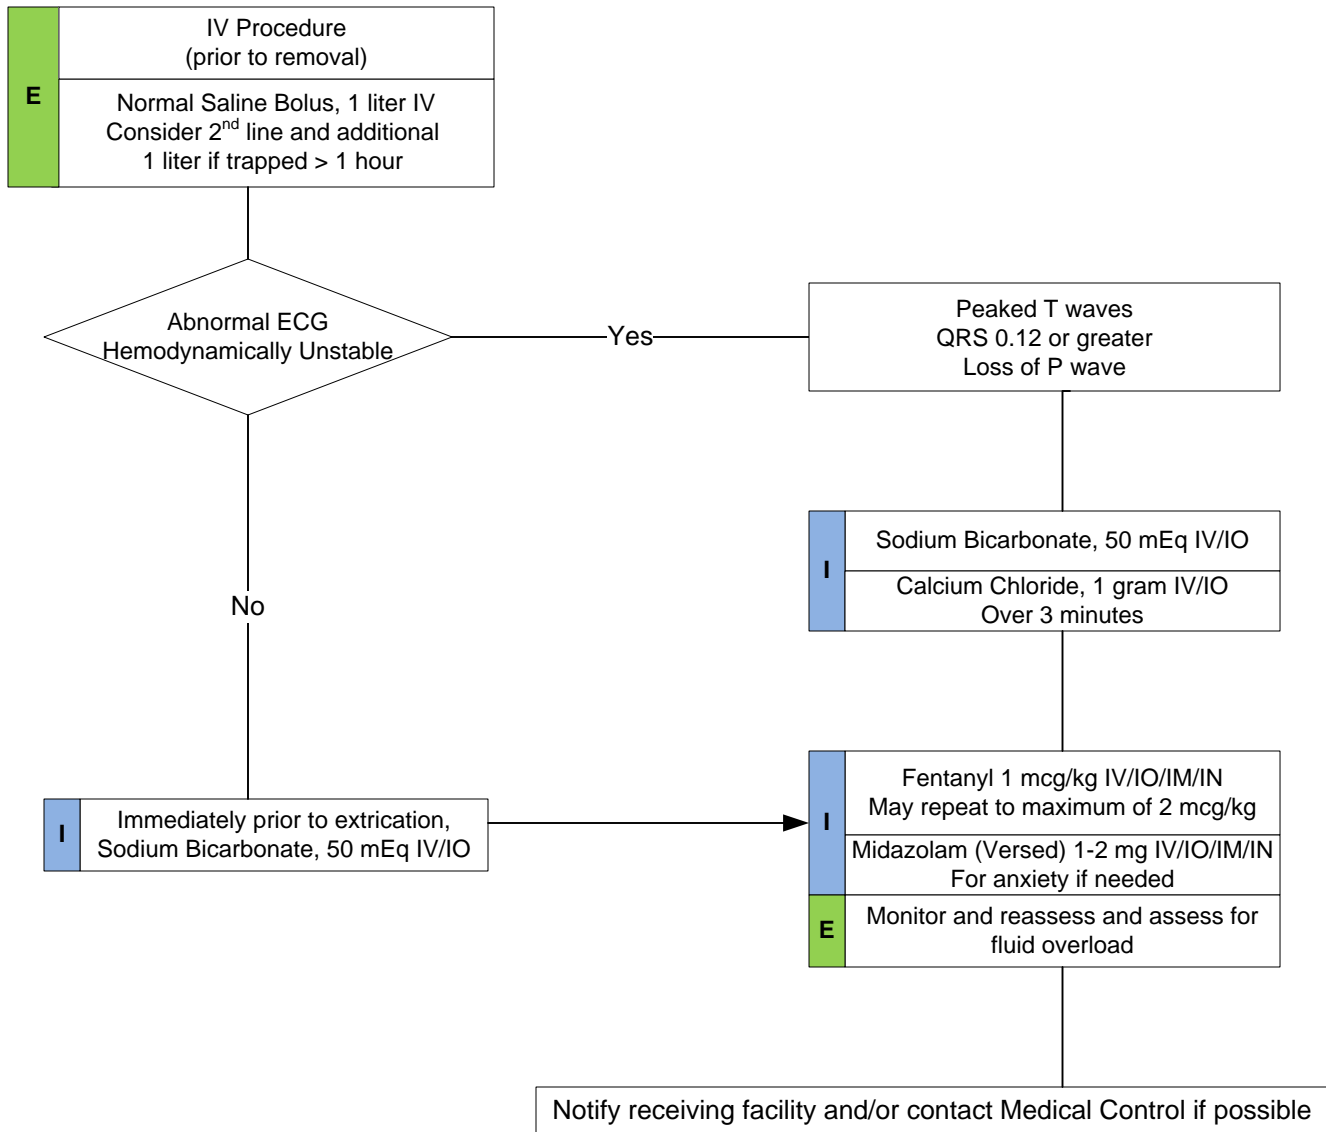 E
IV Procedure
(prior to removal)
Normal Saline Bolus, 1 liter IV
Consider 2nd line and additional
1 liter if trapped > 1 hour
Abnormal ECG
Hemodynamically Unstable
Yes
Peaked T waves
QRS 0.12 or greater
Loss of P wave
I
Sodium Bicarbonate, 50 mEq IV/IO
Calcium Chloride, 1 gram IV/IO
Over 3 minutes
No
I
Immediately prior to extrication,
Sodium Bicarbonate, 50 mEq IV/IO
I
Fentanyl 1 mcg/kg IV/IO/IM/IN
May repeat to maximum of 2 mcg/kg
Midazolam (Versed) 1-2 mg IV/IO/IM/IN
For anxiety if needed
E
Monitor and reassess and assess for
fluid overload
Notify receiving facility and/or contact Medical Control if possible